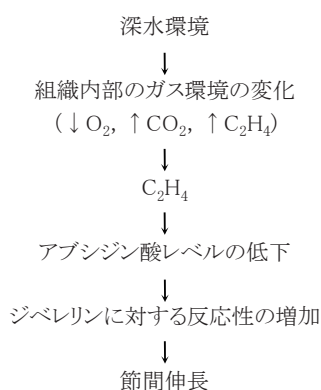 深水環境
↓
組織内部のガス環境の変化
(↓O₂, ↑CO₂, ↑C₂H₄)
↓
C₂H₄
↓
アブシジン酸レベルの低下
↓
ジベレリンに対する反応性の増加
↓
節間伸長